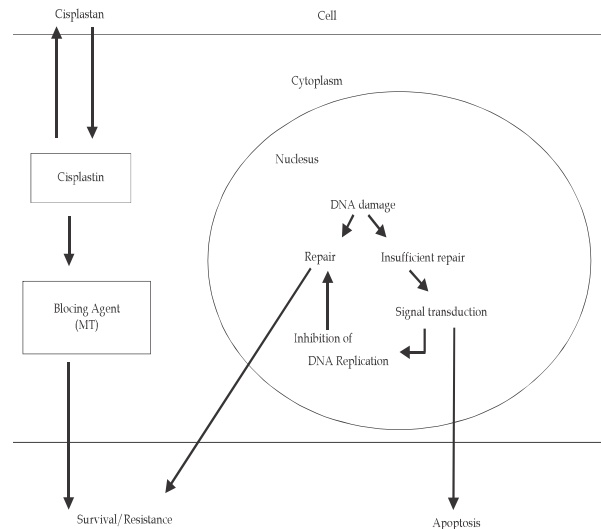 Cisplastan
Cell
Cytoplasm
Nuclesus
Cisplastin
DNA damage
Repair
Insufficient repair
Blocing Agent
(MT)
Signal transduction
Inhibition of
DNA Replication
Survival/Resistance
Apoptosis